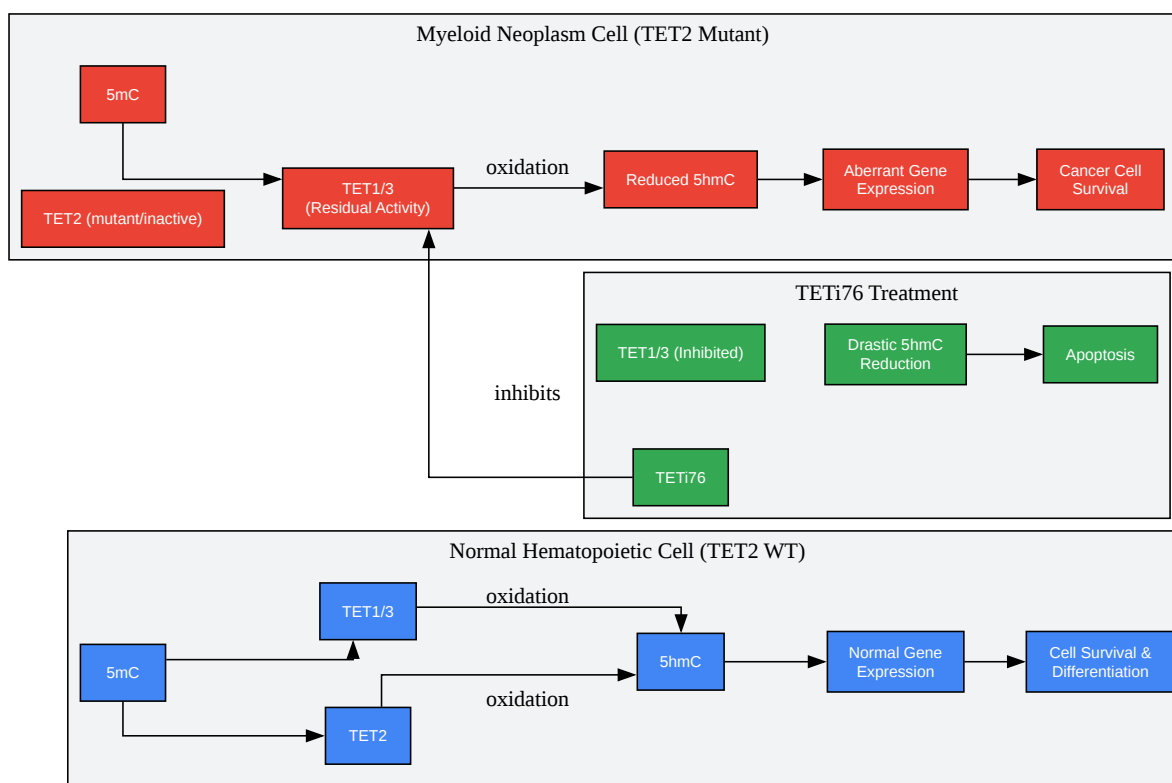 Myeloid Neoplasm Cell (TET2 Mutant)
5mC
TET2 (mutant/inactive)
TET1/3
(Residual Activity)
oxidation
Reduced 5hmC
Aberrant Gene
Expression
Cancer Cell
Survival
TETi76 Treatment
TET1/3 (Inhibited)
Drastic 5hmC
Reduction
Apoptosis
inhibits
TETi76
Normal Hematopoietic Cell (TET2 WT)
5mC
TET1/3
oxidation
TET2
oxidation
5hmC
Normal Gene
Expression
Cell Survival &
Differentiation